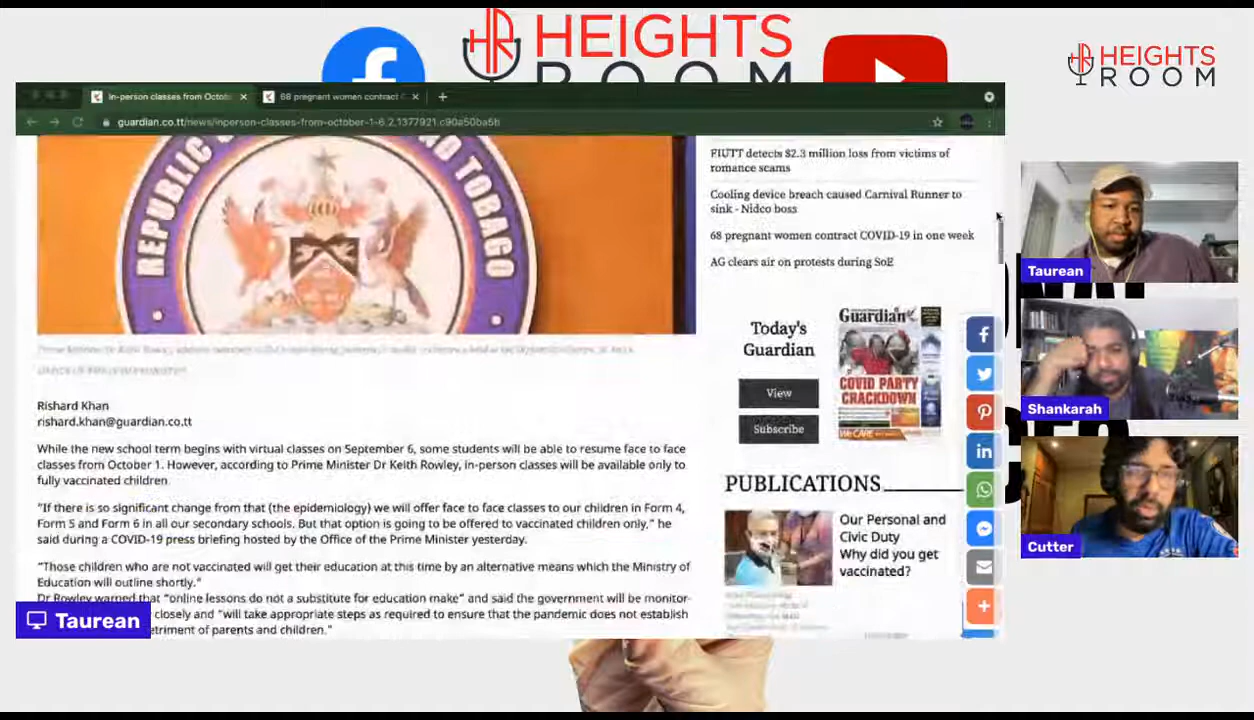 HEIGHTS
ROOM
HEIGHTS
ROOM
In-person classes from Octob
68 pregnant women contract C
guardian.co.tt/news/inperson-classes-from-october-1-6.2.1377921.c90a50ba5b
REPUBLIC
TOBAGO
FIUTT detects $2.3 million loss from victims of
romance scams
Cooling device breach caused Carnival Runner to
sink - Nidco boss
68 pregnant women contract COVID-19 in one week
AG clears air on protests during SoE
Today's
Guardian
View
Subscribe
Guardian
COVID PARTY
CRACKDOWN
Rishard Khan
rishard.khan@guardian.co.tt
While the new school term begins with virtual classes on September 6, some students will be able to resume face to face
classes from October 1. However, according to Prime Minister Dr Keith Rowley, in-person classes will be available only to
fully vaccinated children.
"If there is so significant change from that (the epidemiology) we will offer face to face classes to our children in Form 4,
Form 5 and Form 6 in all our secondary schools. But that option is going to be offered to vaccinated children only," he
said during a COVID-19 press briefing hosted by the Office of the Prime Minister yesterday.
"Those children who are not vaccinated will get their education at this time by an alternative means which the Ministry of
Education will outline shortly."
Dr Rowley warned that "online lessons do not a substitute for education make" and said the government will be monitor-
closely and "will take appropriate steps as required to ensure that the pandemic does not establish
etriment of parents and children."
PUBLICATIONS
Our Personal and
Civic Duty
Why did you get
vaccinated?
Taurean
Taurean
Shankarah
Cutter